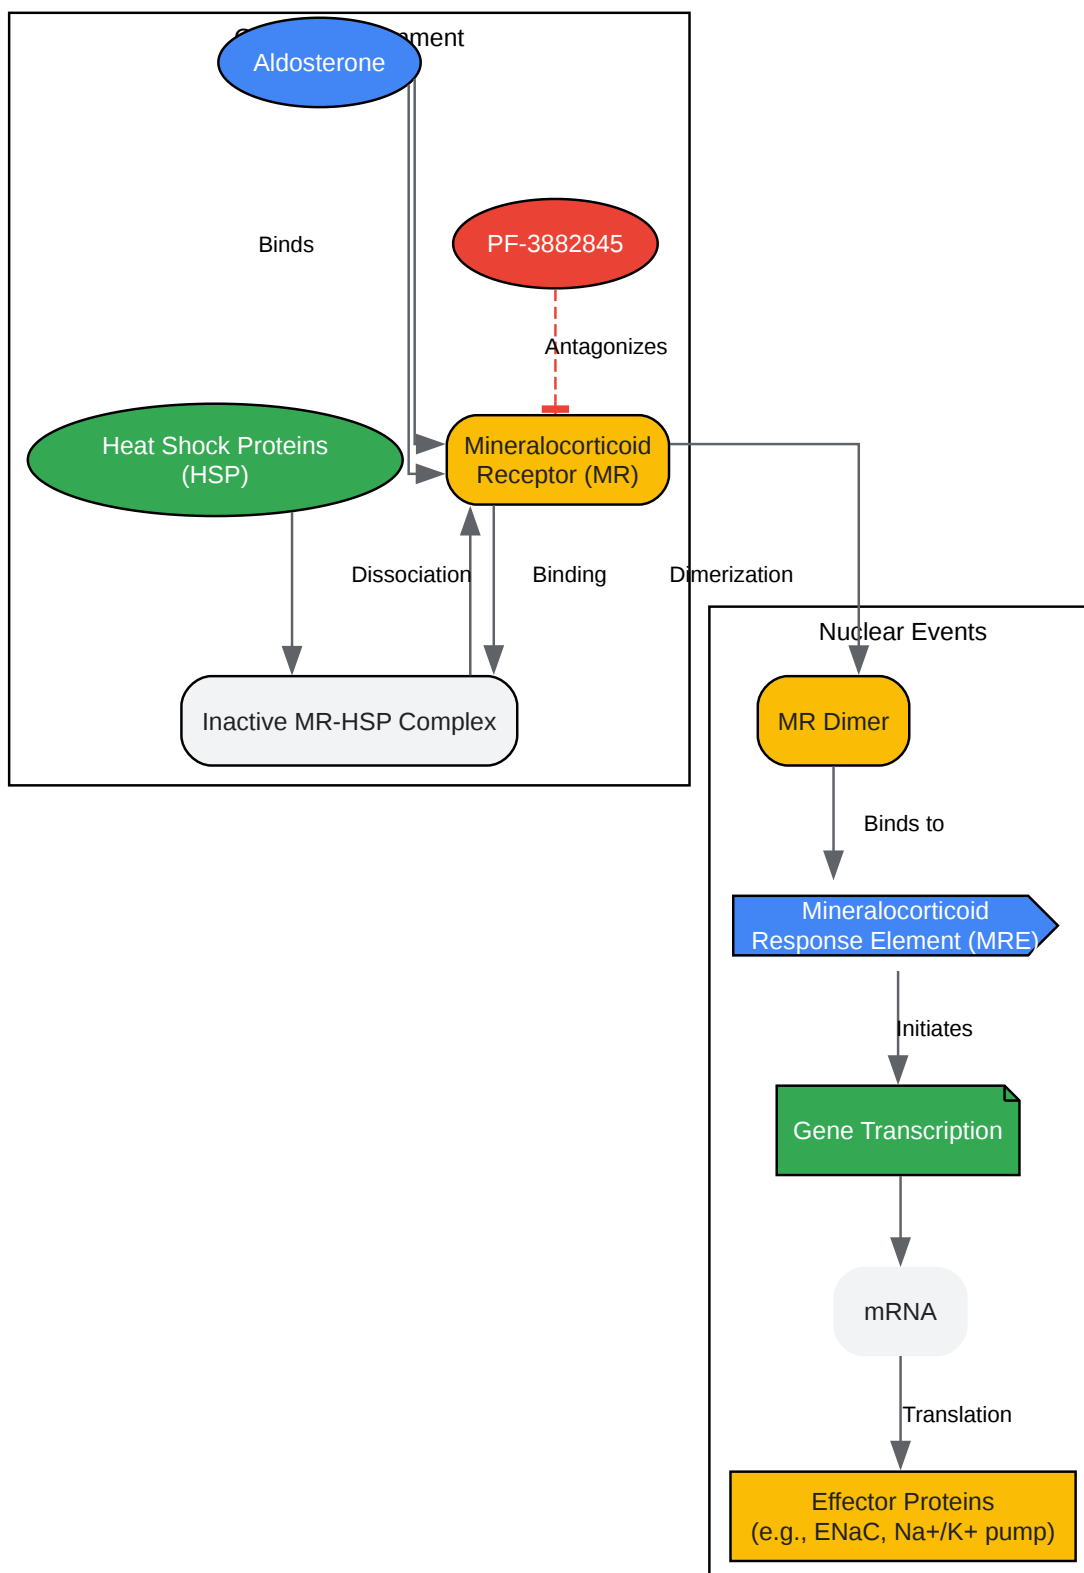 Aldosterone
Binds
PF-3882845
Antagonizes
Heat Shock Proteins
(HSP)
Mineralocorticoid
Receptor (MR)
Dissociation
Binding
Dimerization
Inactive MR-HSP Complex
Nuclear Events
MR Dimer
Binds to
Mineralocorticoid
Response Element (MRE)
Initiates
Gene Transcription
mRNA
Translation
Effector Proteins
(e.g., ENaC, Na+/K+ pump)